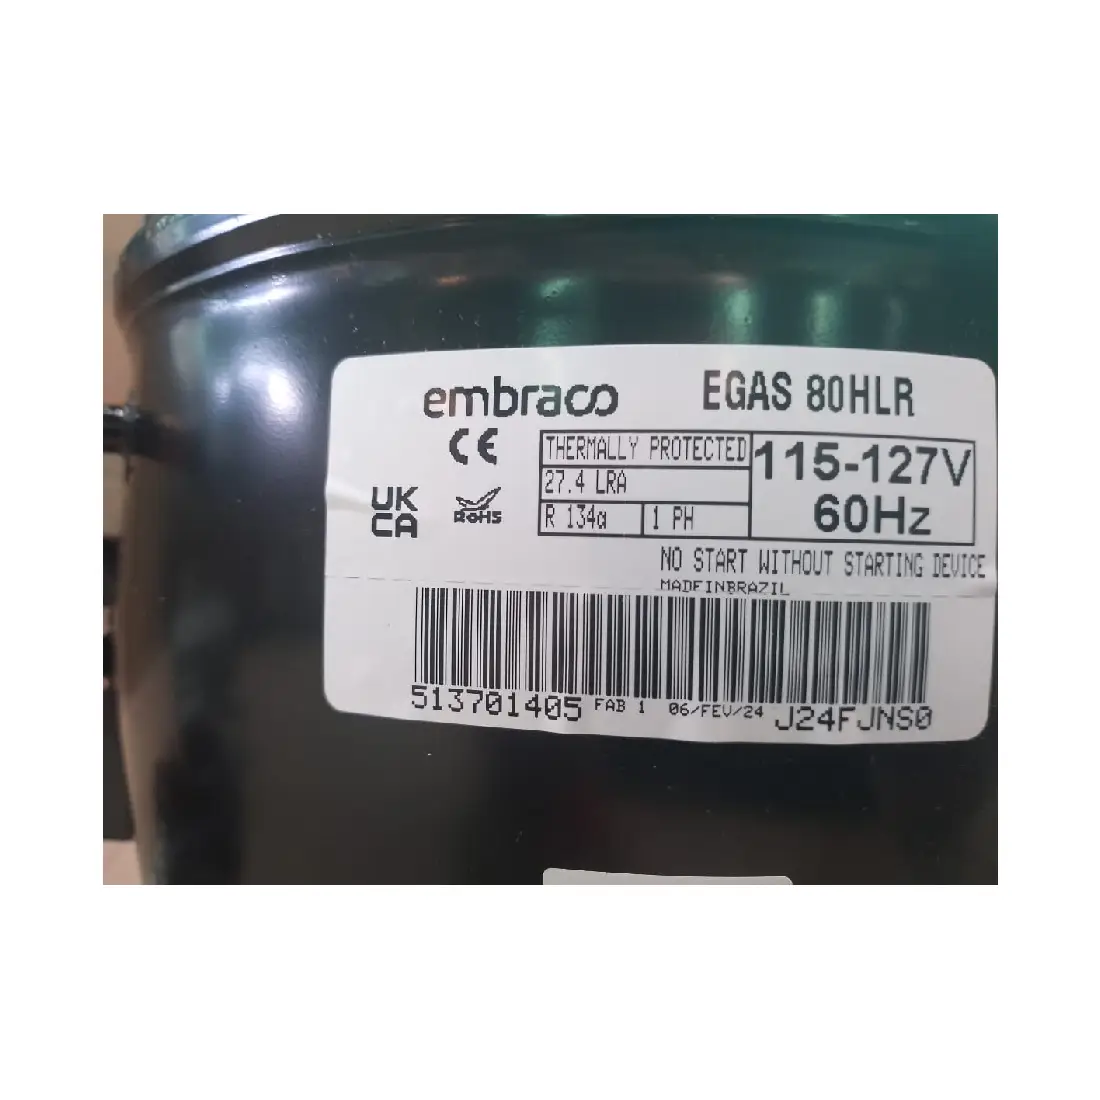 embraco
EGAS 80HLR
CE
UK
CA
RoHS
THERMALLY PROTECTED
27.4 LRA
R 134a
1 PH
115-127V
60Hz
NO START WITHOUT STARTING DEVICE
MADEINBRAZIL
513701405 FAB 1 06/FEV/24 J24FJNS0